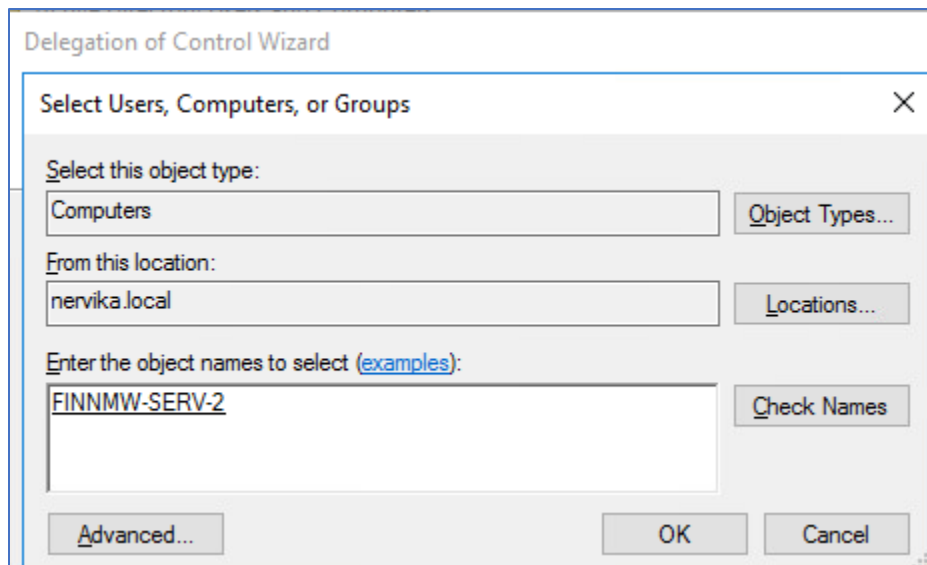 Delegation of Control Wizard
Select Users, Computers, or Groups
Select this object type:
Computers
Object Types...
From this location:
nervika.local
Locations...
Enter the object names to select (examples):
FINNMW-SERV-2
Check Names
Advanced...
OK
Cancel